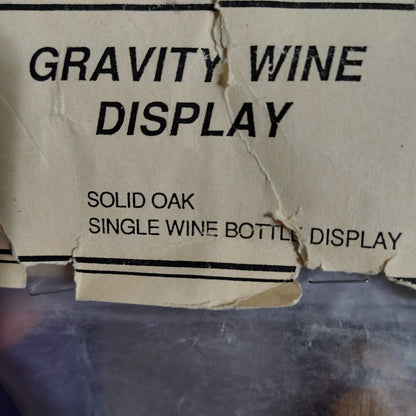 GRAVITY WINE
DISPLAY
SOLID OAK
SINGLE WINE BOTTLE DISPLAY